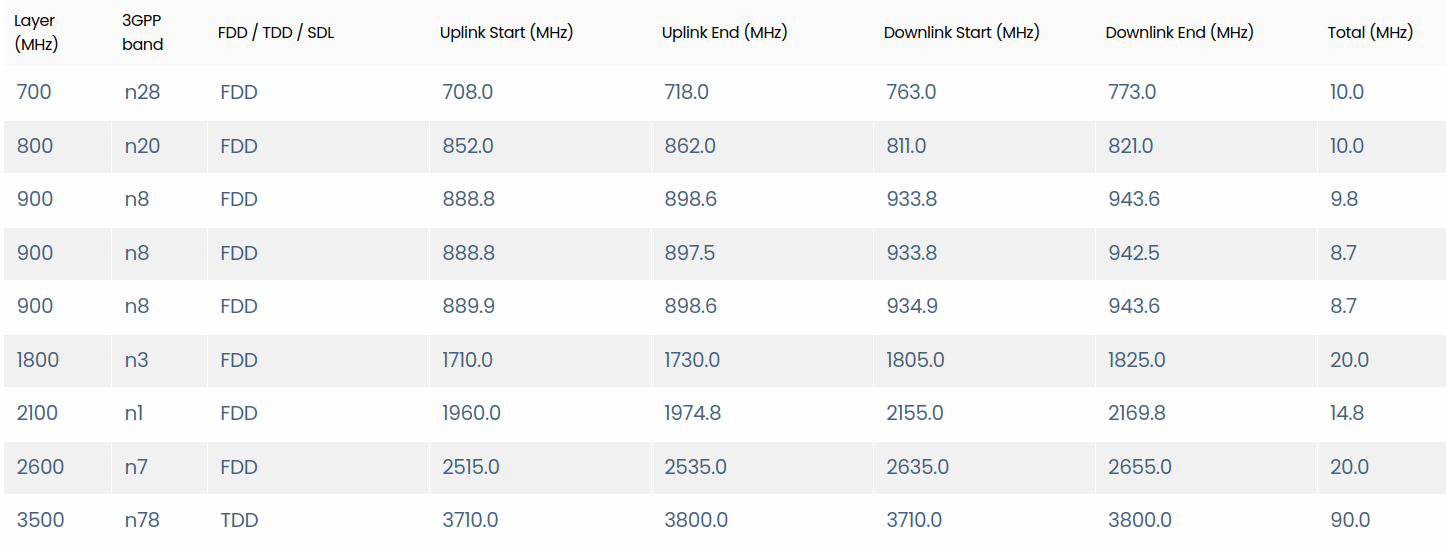 Layer (MHz) 3GPP band FDD / TDD / SDL Uplink Start (MHz) Uplink End (MHz) Downlink Start (MHz) Downlink End (MHz) Total (MHz)
700 n28 FDD 708.0 718.0 763.0 773.0 10.0
800 n20 FDD 852.0 862.0 811.0 821.0 10.0
900 n8 FDD 888.8 898.6 933.8 943.6 9.8
900 n8 FDD 888.8 897.5 933.8 942.5 8.7
900 n8 FDD 889.9 898.6 934.9 943.6 8.7
1800 n3 FDD 1710.0 1730.0 1805.0 1825.0 20.0
2100 n1 FDD 1960.0 1974.8 2155.0 2169.8 14.8
2600 n7 FDD 2515.0 2535.0 2635.0 2655.0 20.0
3500 n78 TDD 3710.0 3800.0 3710.0 3800.0 90.0